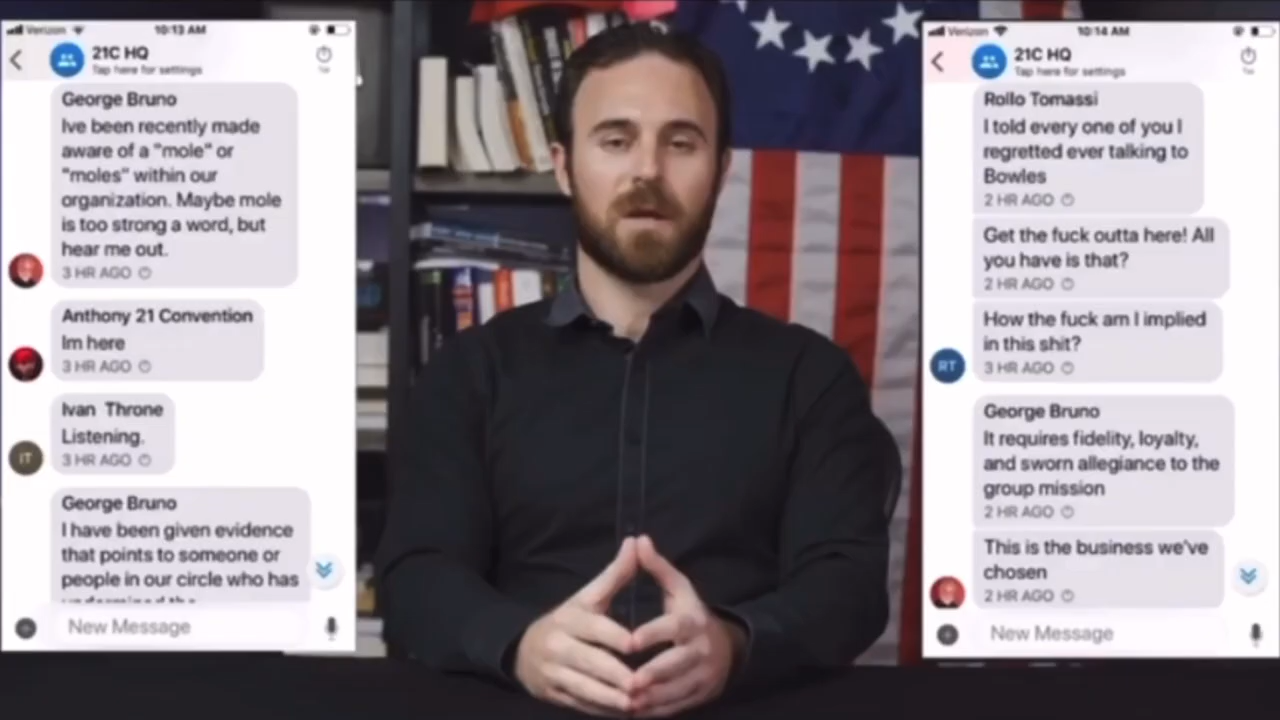 Verizon
10:13 AM
21C HQ
Tap here for settings
George Bruno
Ive been recently made
aware of a "mole" or
"moles" within our
organization. Maybe mole
is too strong a word, but
hear me out.
3 HR AGO
Anthony 21 Convention
Im here
3 HR AGO
Ivan Throne
Listening.
IT
3 HR AGO
George Bruno
I have been given evidence
that points to someone or
people in our circle who has
undermined the
New Message
Verizon
10:14 AM
21C HQ
Tap here for settings
Rollo Tomassi
I told every one of you I
regretted ever talking to
Bowles
2 HR AGO
Get the fuck outta here! All
you have is that?
2 HR AGO
How the fuck am I implied
in this shit?
RT
3 HR AGO
George Bruno
It requires fidelity, loyalty,
and sworn allegiance to the
group mission
2 HR AGO
This is the business we've
chosen
2 HR AGO
New Message